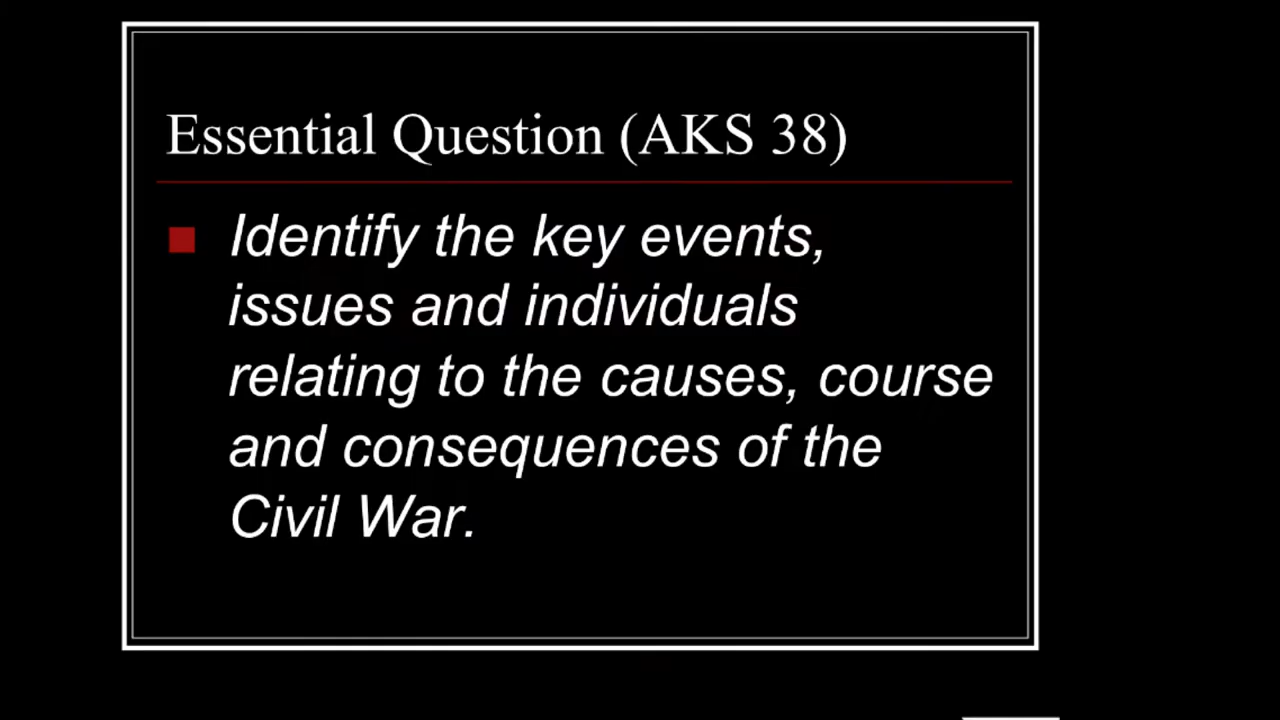 Essential Question (AKS 38)
Identify the key events,
issues and individuals
relating to the causes, course
and consequences of the
Civil War.